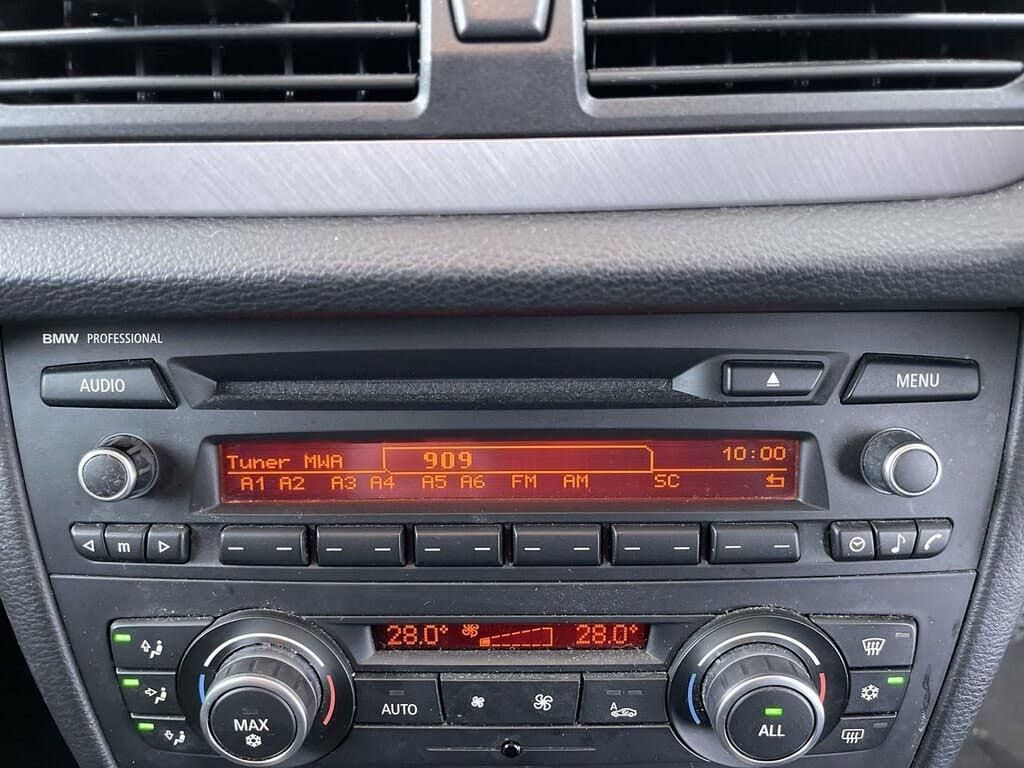 BMW PROFESSIONAL
AUDIO
MENU
Tuner MWA 909 10:00
A1 A2 A3 A4 A5 A6 FM AM SC
m
28.0° 28.0°
MAX
AUTO
A
ALL